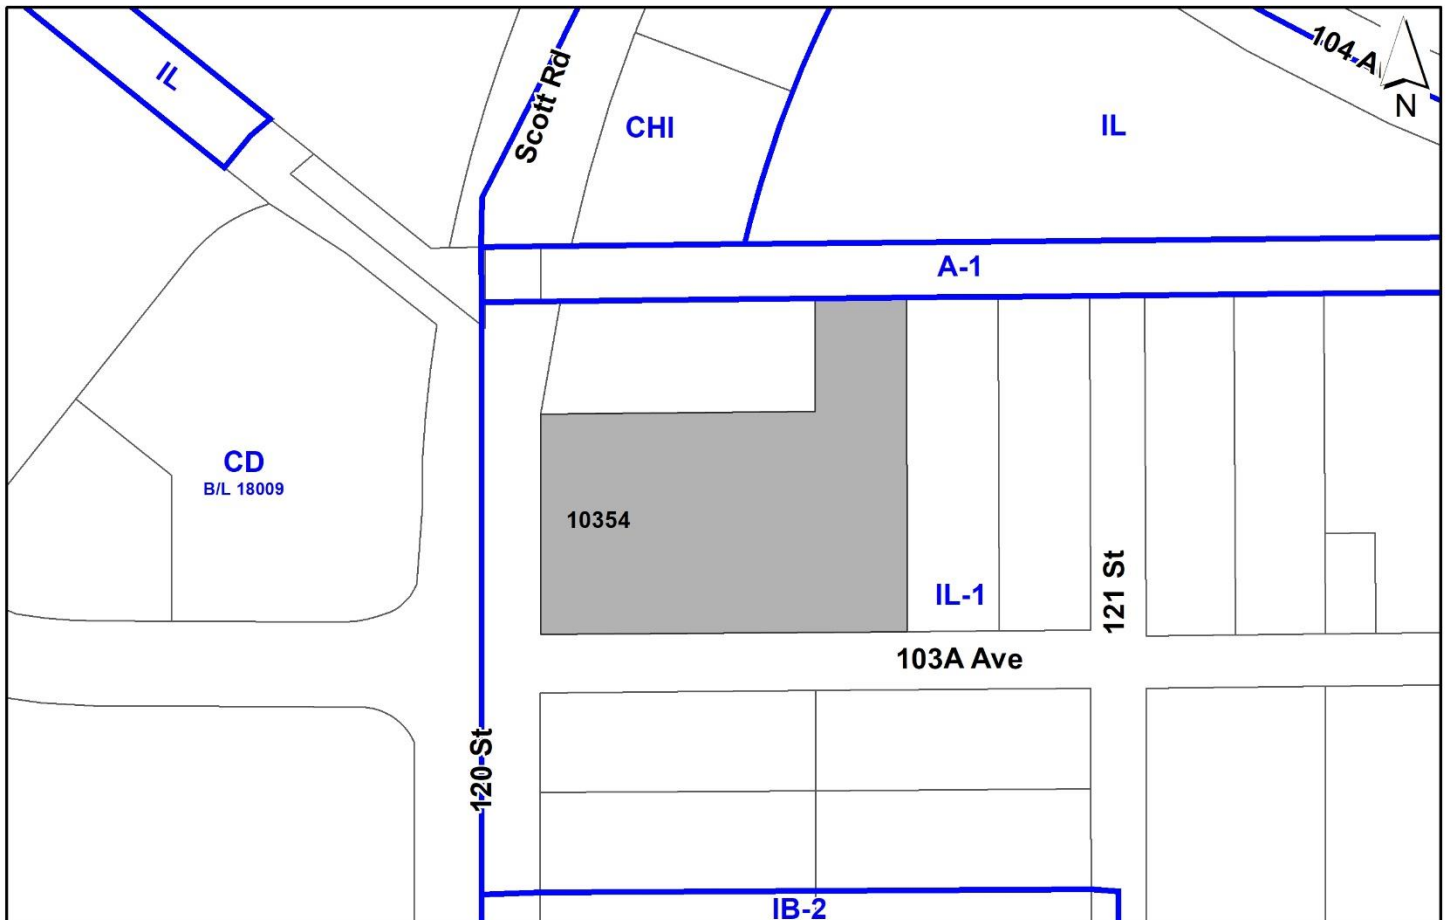 IL
Scott Rd
CHI
IL
104 A
N
A-1
CD
B/L 18009
10354
IL-1
121 St
103A Ave
120 St
IB-2